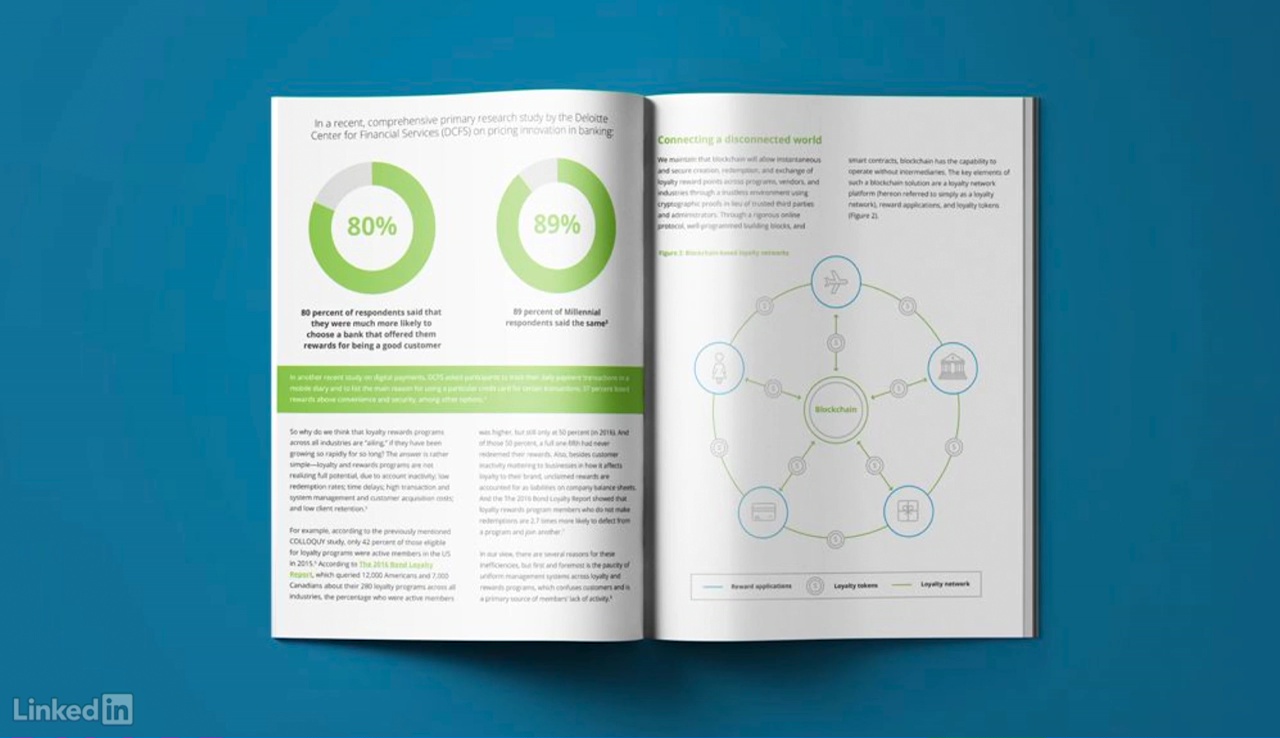 In a recent, comprehensive primary research study by the Deloitte
Center for Financial Services (DCFS) on pricing innovation in banking:
80%
89%
80 percent of respondents said that
they were much more likely to
choose a bank that offered them
rewards for being a good customer
89 percent of Millennial
respondents said the same²
In another recent study on digital payments, DCFS asked participants to track their daily payment transactions in a
mobile diary and to list the main reason for using a particular credit card for certain transactions. 37 percent listed
rewards above convenience and security, among other options.
So why do we think that loyalty rewards programs
across all industries are "ailing," if they have been
growing so rapidly for so long? The answer is rather
simple—loyalty and rewards programs are not
realizing full potential, due to account inactivity; low
redemption rates; time delays; high transaction and
system management and customer acquisition costs;
and low client retention.
For example, according to the previously mentioned
COLLOQUY study, only 42 percent of those eligible
for loyalty programs were active members in the US
in 2015. According to The 2016 Bond Loyalty
Report, which queried 12,000 Americans and 7,000
Canadians about their 280 loyalty programs across all
industries, the percentage who were active members
was higher, but still only at 50 percent (in 2016). And
of those 50 percent, a full one-fifth had never
redeemed their rewards. Also, besides customer
inactivity mattering to businesses in how it affects
loyalty to their brand, unclaimed rewards are
accounted for as liabilities on company balance sheets.
And the The 2016 Bond Loyalty Report showed that
loyalty rewards program members who do not make
redemptions are 2.7 times more likely to defect from
a program and join another.
In our view, there are several reasons for these
inefficiencies, but first and foremost is the paucity of
uniform management systems across loyalty and
rewards programs, which confuses customers and is
a primary source of members' lack of activity.
Connecting a disconnected world
We maintain that blockchain will allow instantaneous
and secure creation, redemption, and exchange of
loyalty reward points across programs, vendors, and
industries through a trustless environment using
cryptographic proofs in lieu of trusted third parties
and administrators. Through a rigorous online
protocol, well-programmed building blocks, and
smart contracts, blockchain has the capability to
operate without intermediaries. The key elements of
such a blockchain solution are a loyalty network
platform (hereon referred to simply as a loyalty
network), reward applications, and loyalty tokens
(Figure 2).
Figure 2: Blockchain-based loyalty networks
Blockchain
Reward applications
Loyalty tokens
Loyalty network
LinkedIn